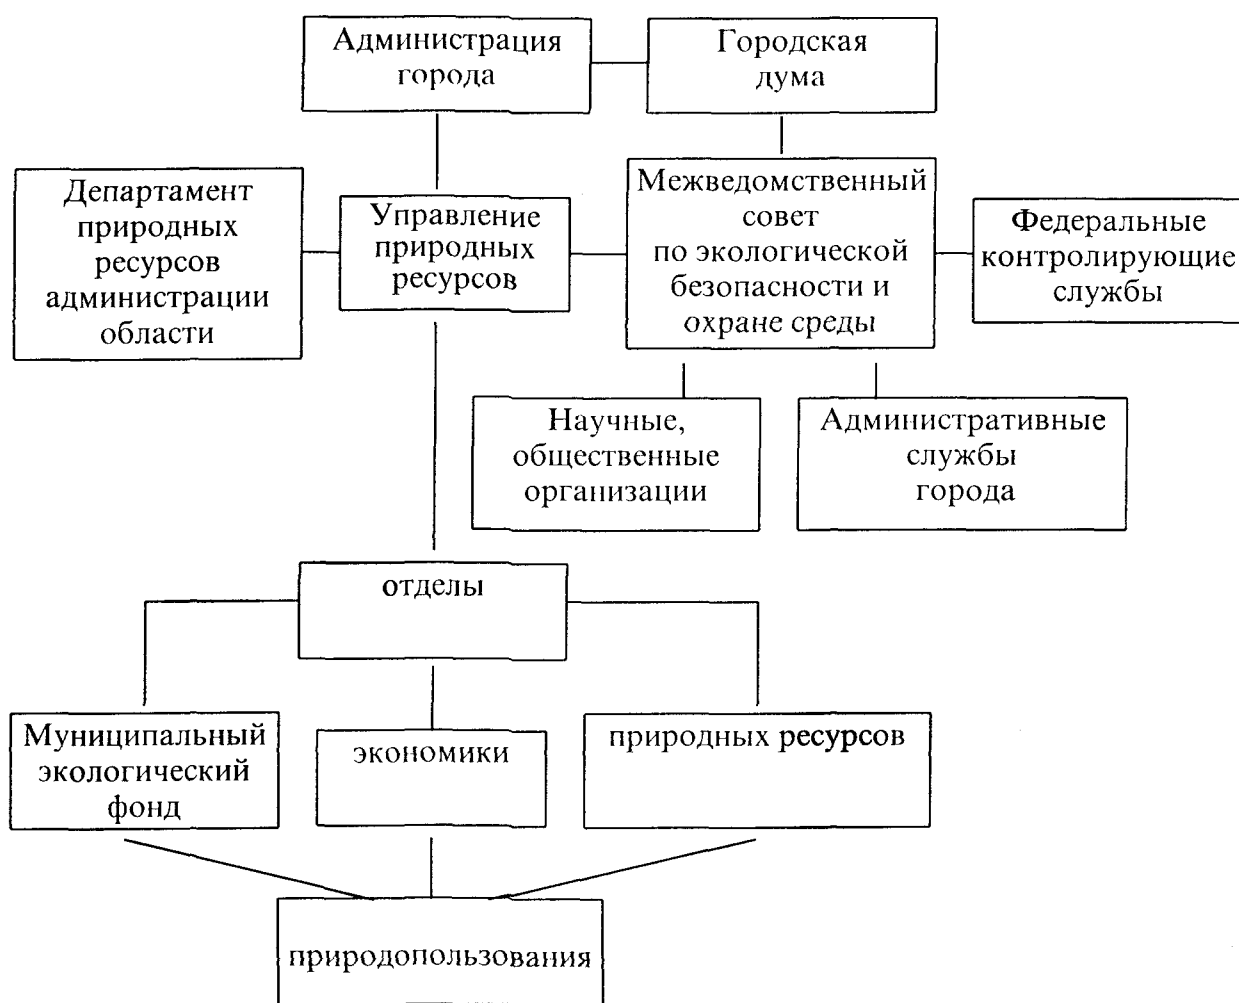 Администрация
города
Городская
дума
Департамент
природных
ресурсов
администрации
области
Управление
природных
ресурсов
Межведомственный
совет
по экологической
безопасности и
охране среды
Федеральные
контролирующие
службы
Научные,
общественные
организации
Административные
службы
города
отделы
Муниципальный
экологический
фонд
экономики
природных ресурсов
природопользования